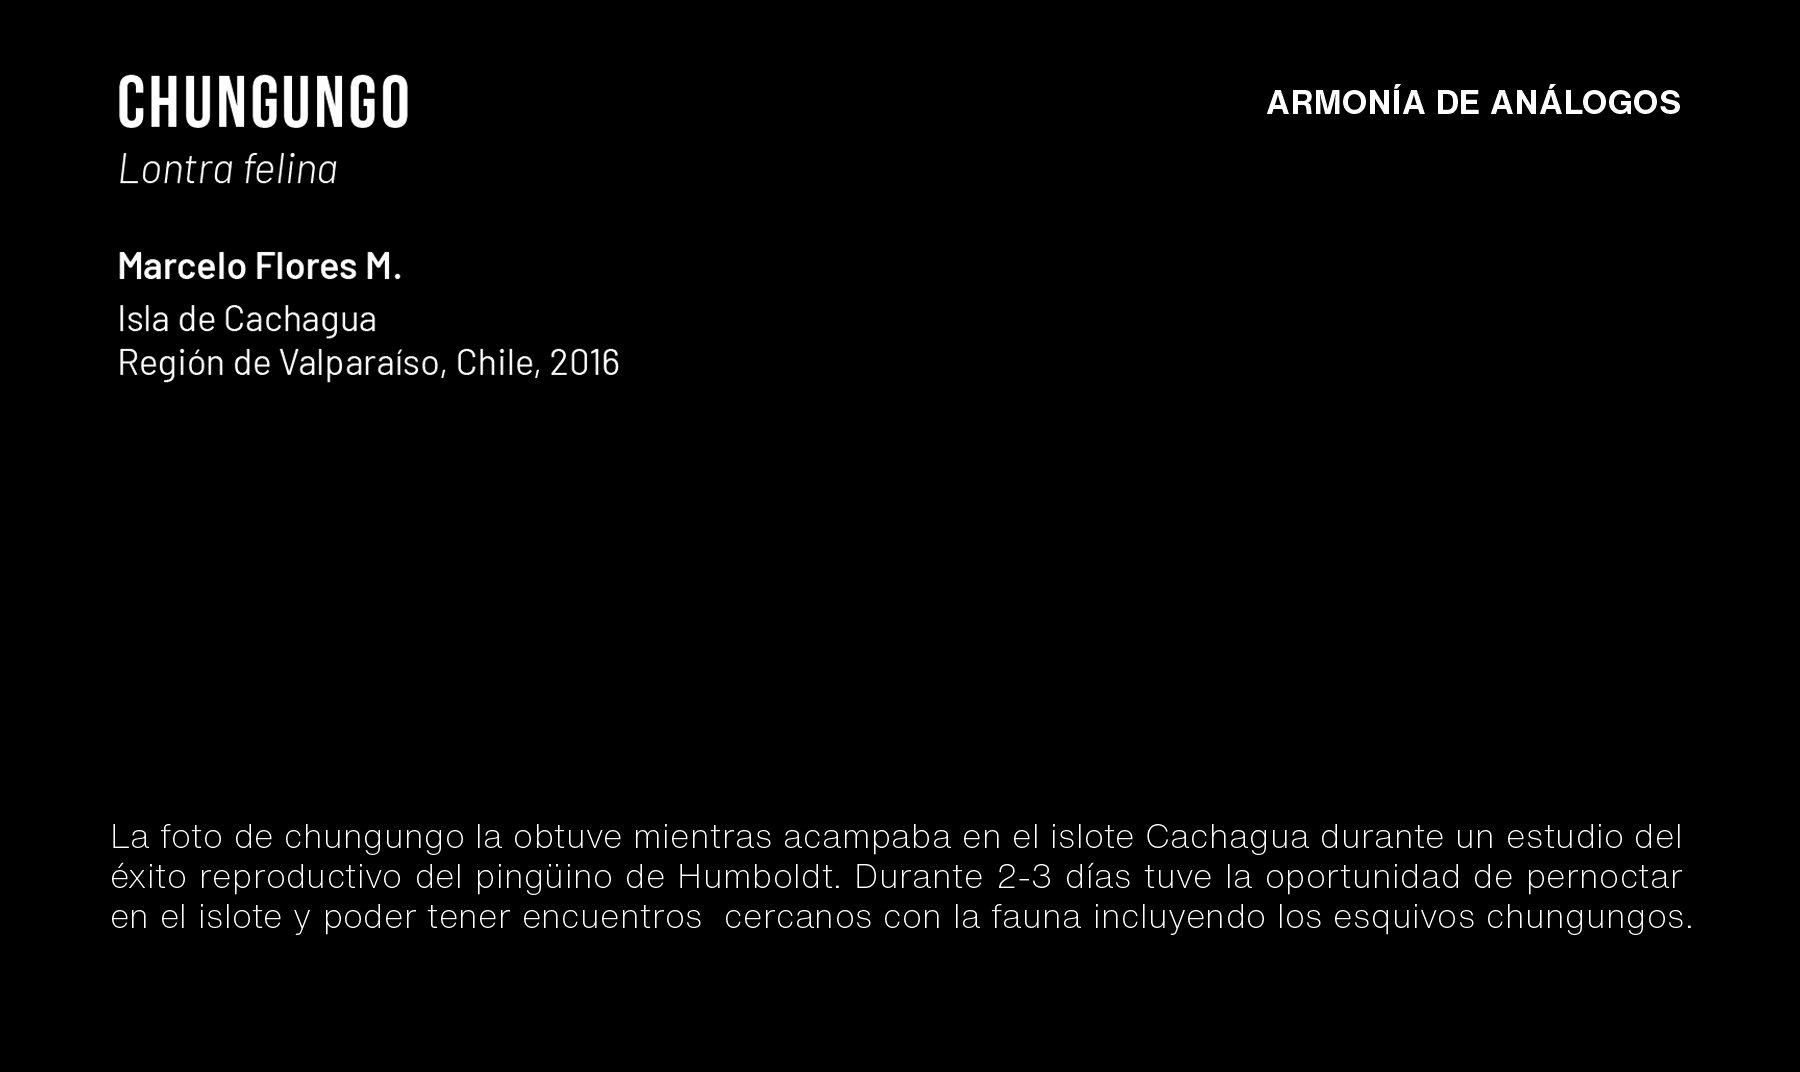 CHUNGUNGO
ARMONÍA DE ANÁLOGOS
Lontra felina
Marcelo Flores M.
Isla de Cachagua
Región de Valparaíso, Chile, 2016
La foto de chungungo la obtuve mientras acampaba en el islote Cachagua durante un estudio del
éxito reproductivo del pingüino de Humboldt. Durante 2-3 días tuve la oportunidad de pernoctar
en el islote y poder tener encuentros  cercanos con la fauna incluyendo los esquivos chungungos.